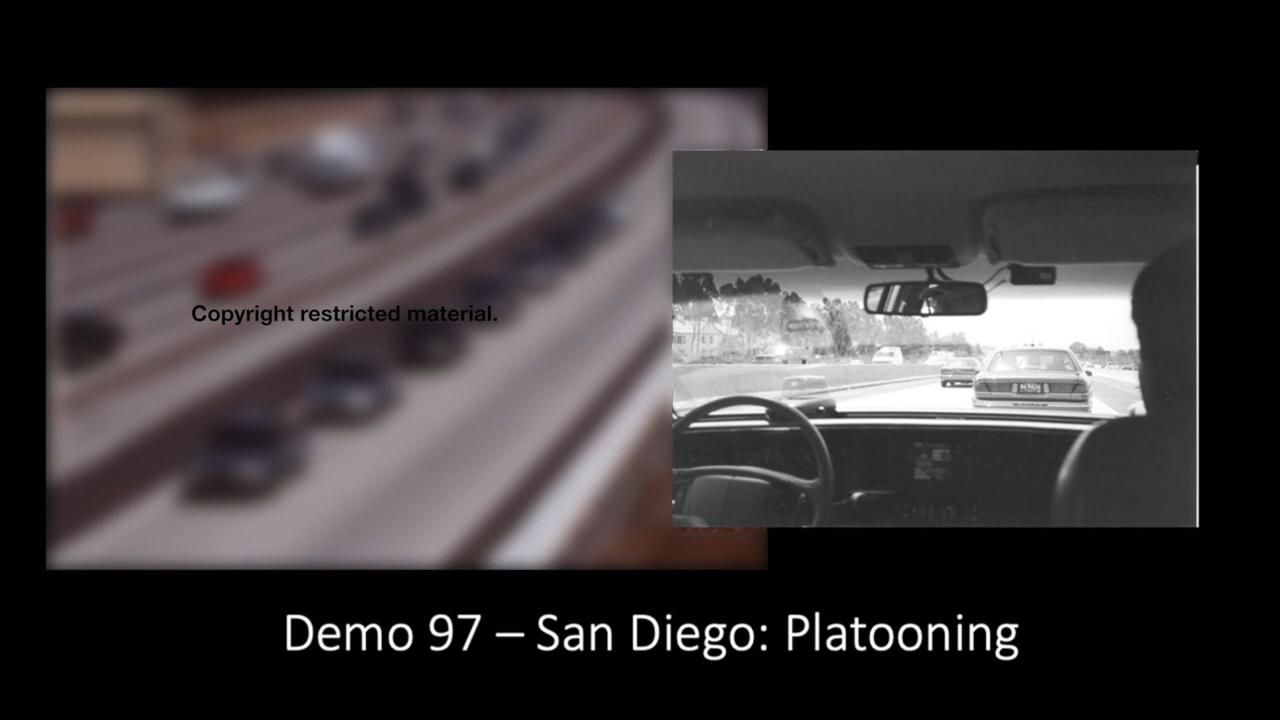 Copyright restricted material.
Demo 97 – San Diego: Platooning